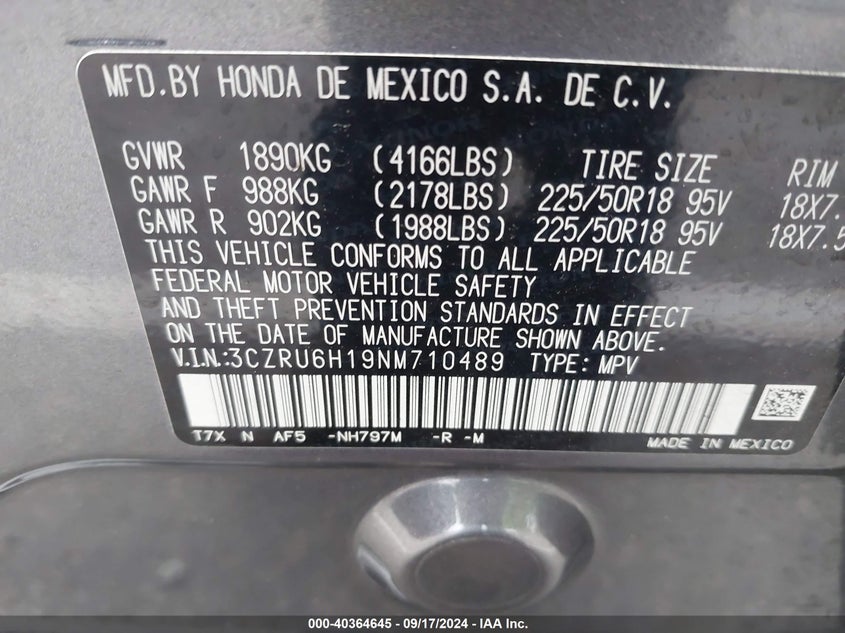 MFD.BY HONDA DE MEXICO S.A. DE C.V.
GVWR 1890KG (4166LBS) TIRE SIZE RIM
GAWR F 988KG (2178LBS) 225/50R18 95V 18X7.
GAWR R 902KG (1988LBS) 225/50R18 95V 18X7.5
THIS VEHICLE CONFORMS TO ALL APPLICABLE
FEDERAL MOTOR VEHICLE SAFETY
AND THEFT PREVENTION STANDARDS IN EFFECT
ON THE DATE OF MANUFACTURE SHOWN ABOVE.
V.I.N.:3CZRU6H19NM710489 TYPE: MPV
T7X N AF5 -NH797M -R -M
MADE IN MEXICO
000-40364645 - 09/17/2024 - IAA Inc.